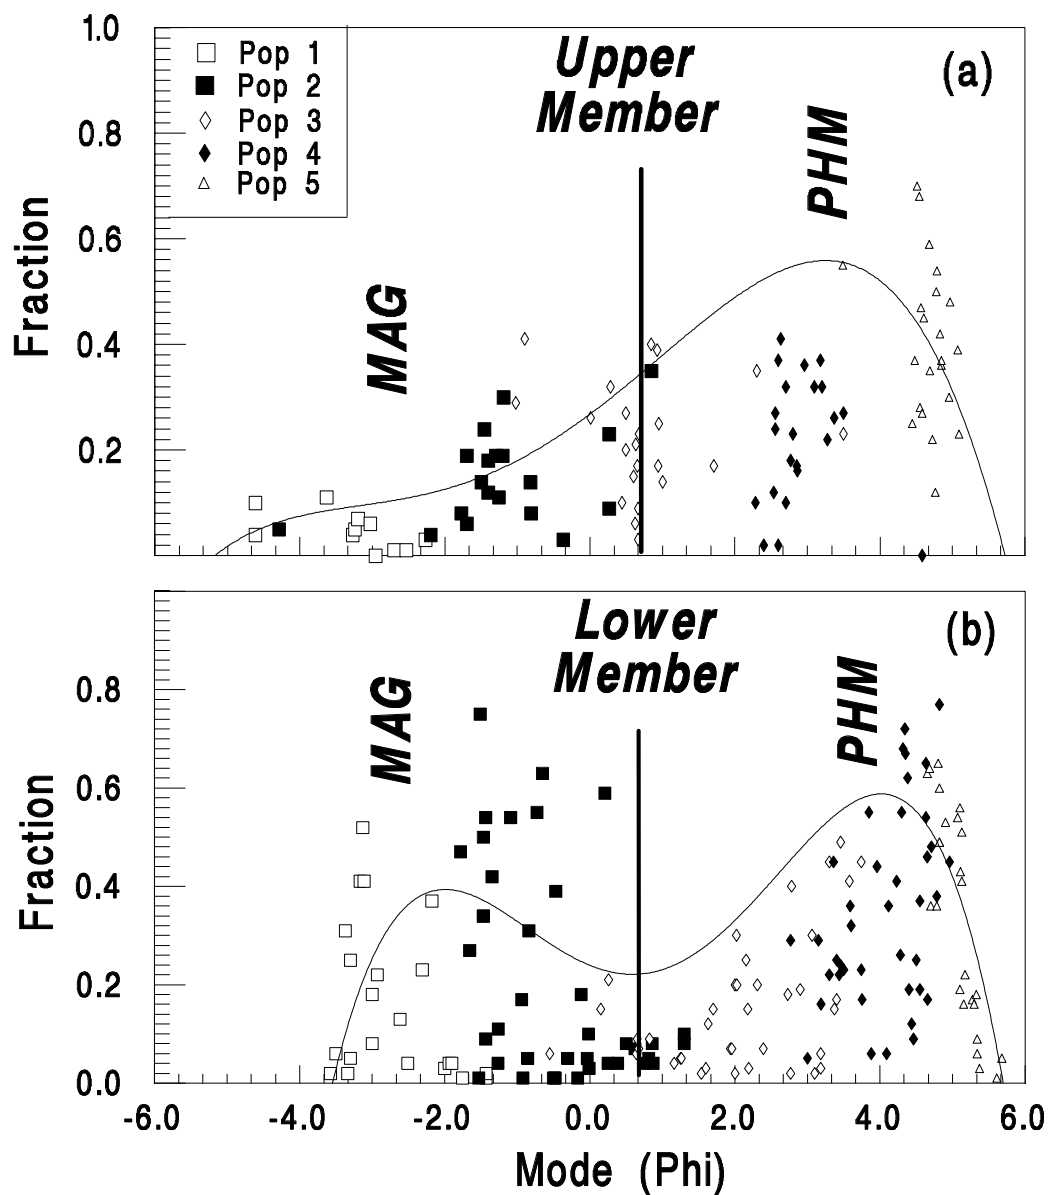 1.0
Pop 1
Pop 2
Pop 3
Pop 4
Pop 5
Upper
Member
(a)
0.8
PHM
0.6
Fraction
MAG
0.4
0.2
Lower
Member
(b)
0.8
MAG
PHM
0.6
Fraction
0.4
0.2
0.0
-6.0 -4.0 -2.0 0.0 2.0 4.0 6.0
Mode (Phi)